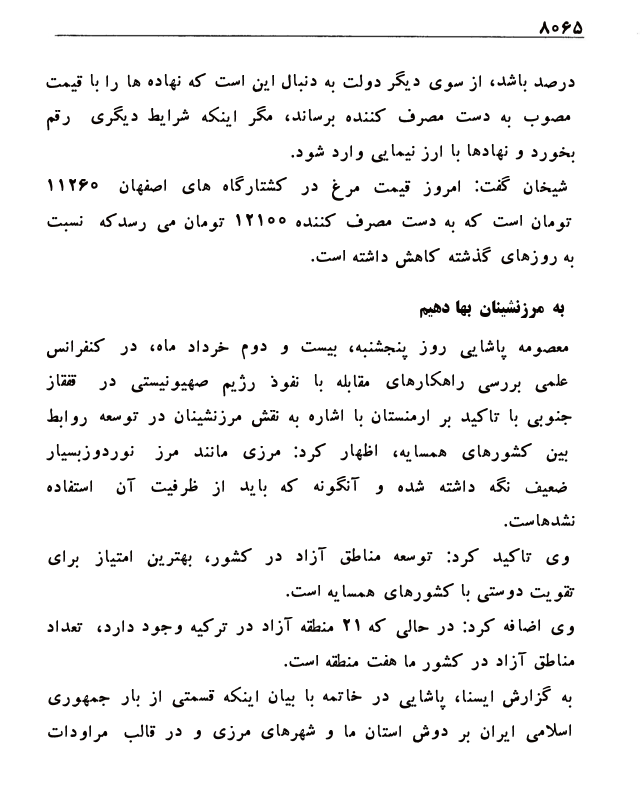 ۸۰۶۵
درصد باشد، از سوی دیگر دولت به دنبال این است که نهاده ها را با قیمت
مصوب به دست مصرف کننده برساند، مگر اینکه شرایط دیگری رقم
بخورد و نهادها با ارز نیمایی وارد شود.
شیخان گفت: امروز قیمت مرغ در کشتارگاه های اصفهان ۱۱۲۶۰
تومان است که به دست مصرف کننده ۱۲۱۰۰ تومان می رسدکه نسبت
به روزهای گذشته کاهش داشته است.
به مرزنشینان بها دهیم
معصومه پاشایی روز پنجشنبه، بیست و دوم خرداد ماه، در کنفرانس
علمی بررسی راهکارهای مقابله با نفوذ رژیم صهیونیستی در قفقاز
جنوبی با تاکید بر ارمنستان با اشاره به نقش مرزنشینان در توسعه روابط
بین کشورهای همسایه، اظهار کرد: مرزی مانند مرز نوردوزبسیار
ضعیف نگه داشته شده و آنگونه که باید از ظرفیت آن استفاده
نشدهاست.
وی تاکید کرد: توسعه مناطق آزاد در کشور، بهترین امتیاز برای
تقویت دوستی با کشورهای همسایه است.
وی اضافه کرد: در حالی که ۲۱ منطقه آزاد در ترکیه وجود دارد، تعداد
مناطق آزاد در کشور ما هفت منطقه است.
به گزارش ایسنا، پاشایی در خاتمه با بیان اینکه قسمتی از بار جمهوری
اسلامی ایران بر دوش استان ما و شهرهای مرزی و در قالب مراودات